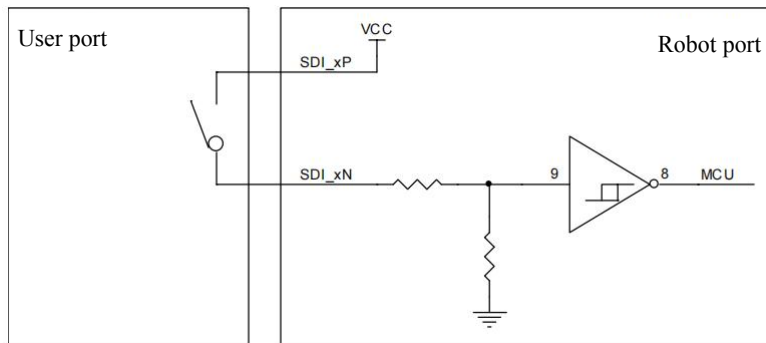 User port
VCC
Robot port
SDI_xP
SDI_xN
9
8
MCU